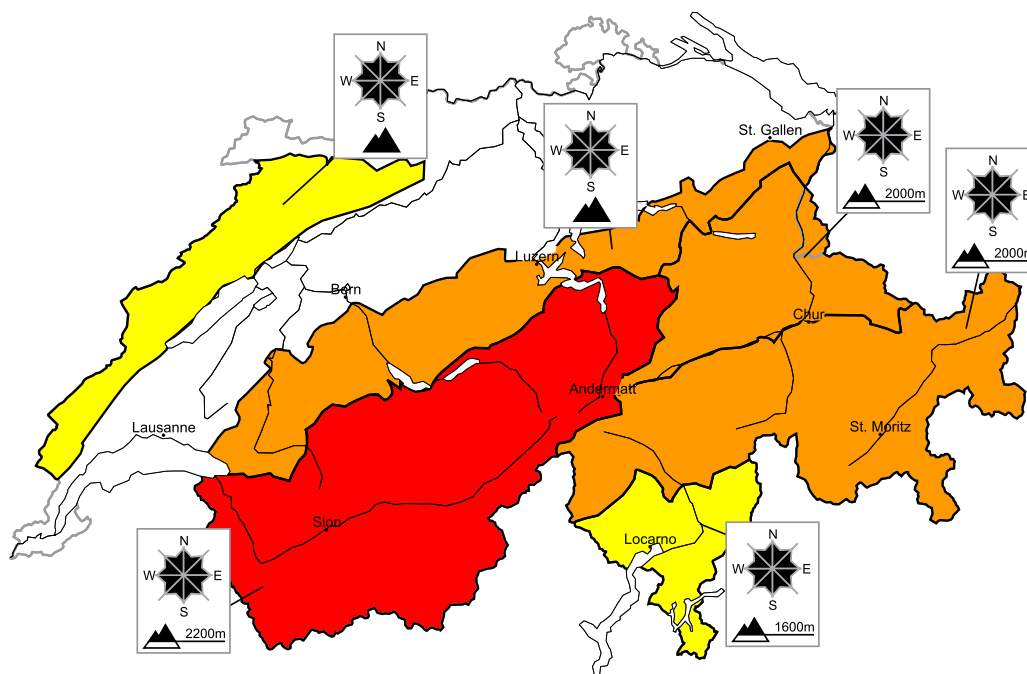 N
W E
S
N
W E
S
St. Gallen
N
W E
S
2000m
N
W E
S
2000m
Luzern
Bern
Chur
Andermatt
Lausanne
St. Moritz
Sion
Locarno
N
W E
S
2200m
N
W E
S
1600m